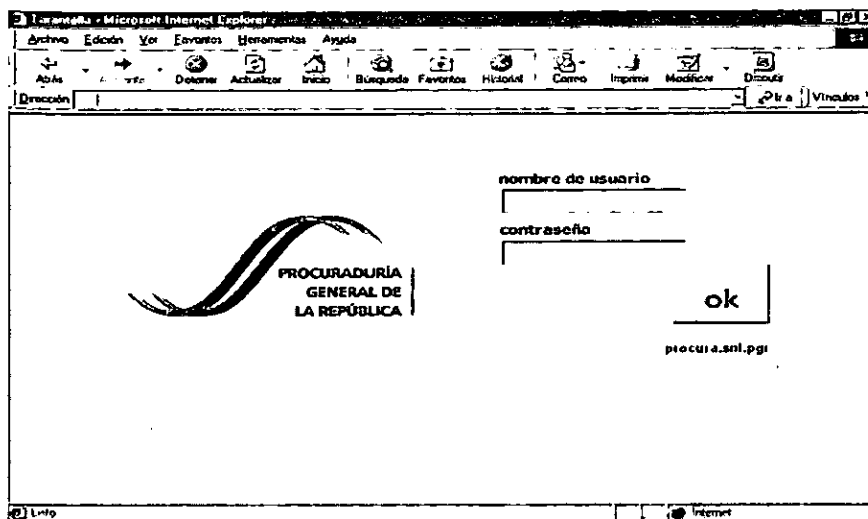 Tarantella - Microsoft Internet Explorer
Archivo Edición Ver Favoritos Herramientas Ayuda
Atrás Detener Actualizar Inicio Búsqueda Favoritos Historial Correo Imprimir Modificar Discutir
Dirección Ir a Vínculos
nombre de usuario
contraseña
PROCURADURÍA
GENERAL DE
LA REPÚBLICA
ok
procura.snl.pgr
Listo Internet